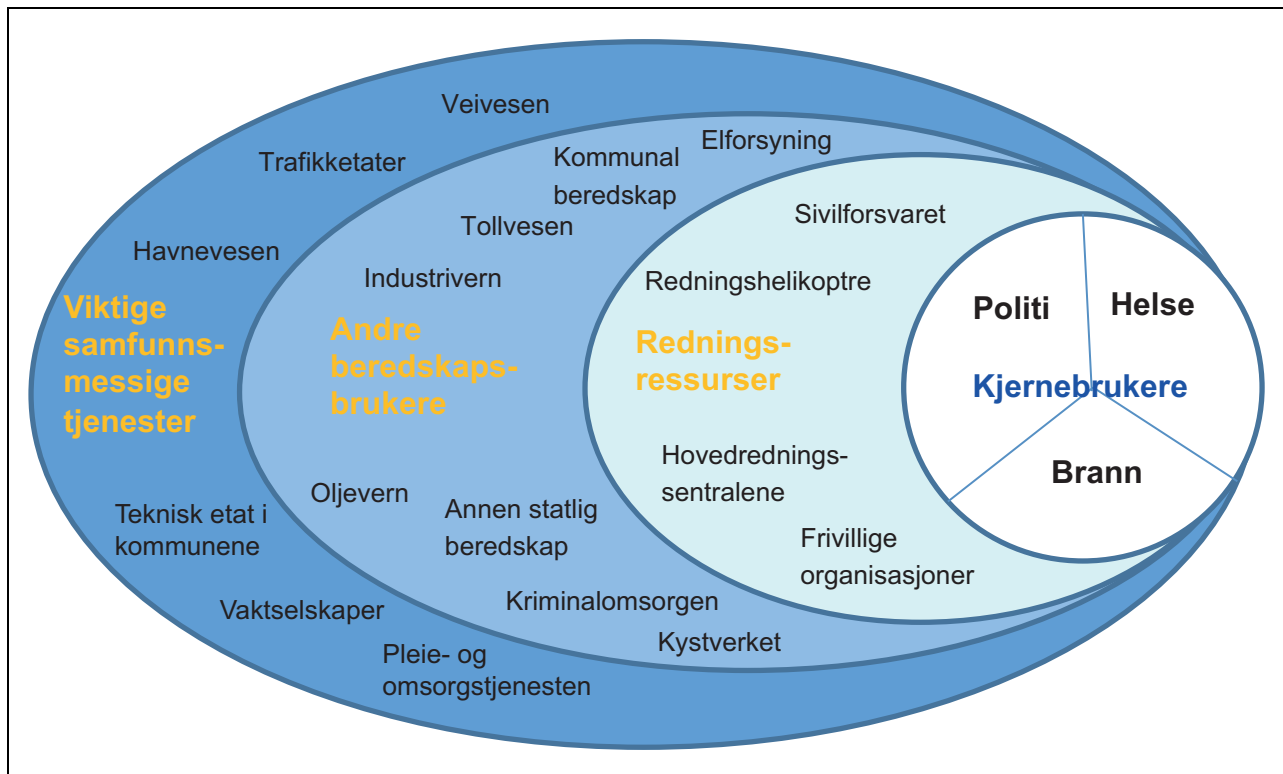 Veivesen
Trafikketater
Havnevesen
Viktige
samfunns-
messige
tjenester
Teknisk etat i
kommunene
Vaktselskaper
Pleie- og
omsorgstjenesten
Elforsyning
Kommunal
beredskap
Tollvesen
Industrivern
Andre
beredskaps-
brukere
Oljevern
Annen statlig
beredskap
Kriminalomsorgen
Kystverket
Sivilforsvaret
Redningshelikoptre
Rednings-
ressurser
Hovedrednings-
sentralene
Frivillige
organisasjoner
Politi
Helse
Kjernebrukere
Brann